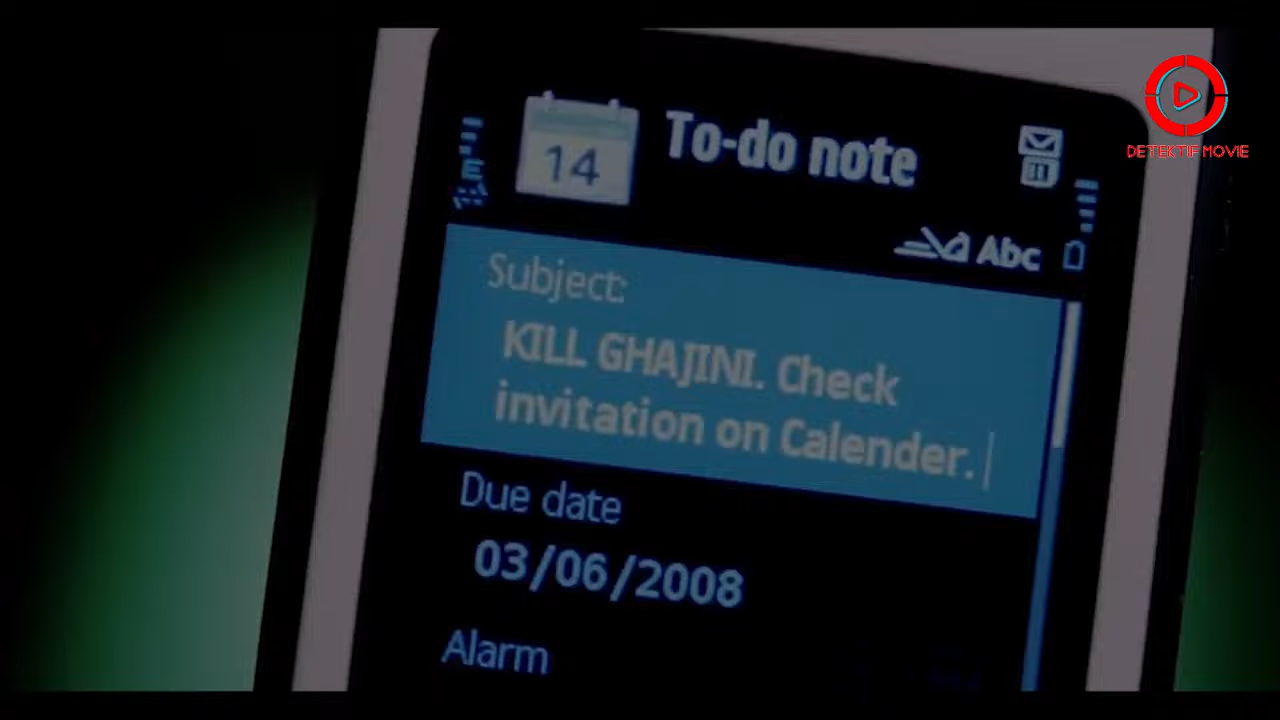 14
To-do note
E
Abc
Subject:
KILL GHAJINI. Check
invitation on Calender.
Due date
03/06/2008
Alarm
DETEKTIF MOVIE